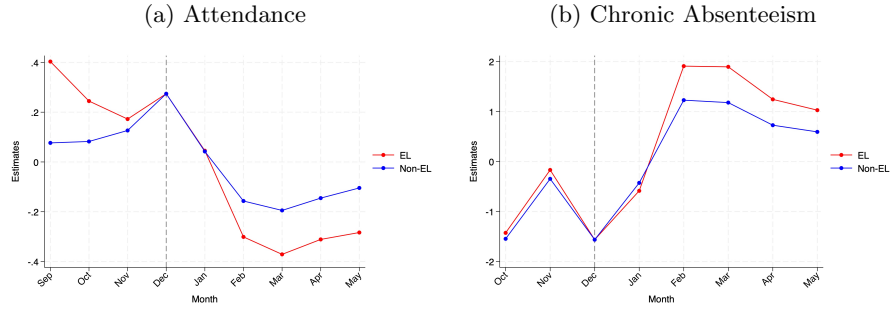 (a) Attendance
.4
.2
0
-.2
-.4
Estimates
Sep
Oct
Nov
Dec
Jan
Feb
Mar
Apr
May
Month
EL
Non-EL
(b) Chronic Absenteeism
2
1
0
-1
-2
Estimates
Oct
Nov
Dec
Jan
Feb
Mar
Apr
May
Month
EL
Non-EL